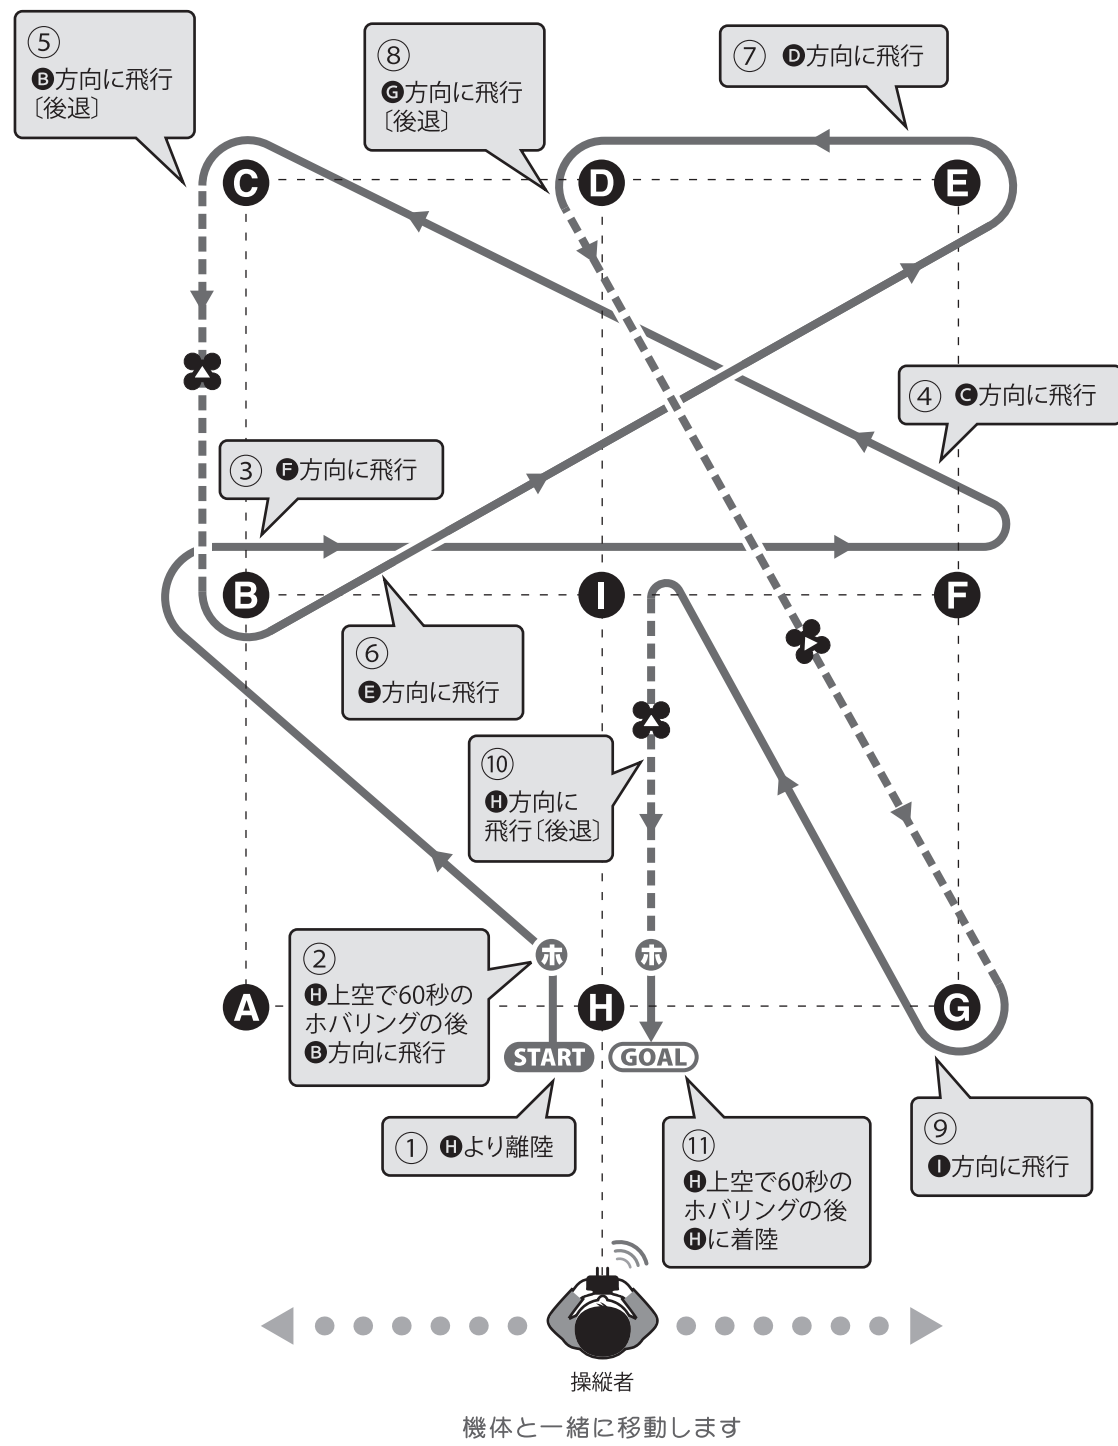 ⑤
Ⓑ方向に飛行
〔後退〕
⑧
Ⓖ方向に飛行
〔後退〕
⑦ Ⓓ方向に飛行
C
D
E
④ Ⓒ方向に飛行
③ Ⓕ方向に飛行
B
I
F
⑥
Ⓔ方向に飛行
⑩
Ⓗ方向に
飛行〔後退〕
②
Ⓗ上空で60秒の
ホバリングの後
Ⓑ方向に飛行
ホ
ホ
A
H
G
START
GOAL
① Ⓗより離陸
⑪
Ⓗ上空で60秒の
ホバリングの後
Ⓗに着陸
⑨
Ⓘ方向に飛行
操縦者
機体と一緒に移動します